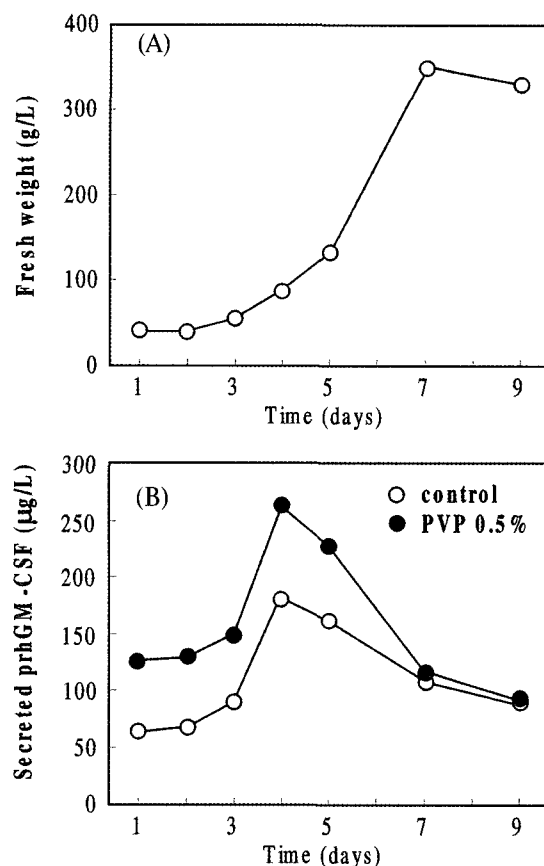 (A)
400
300
200
100
0
Fresh weight (g/L)
1 3 5 7 9
Time (days)
(B)
control
PVP 0.5%
300
250
200
150
100
50
0
Secreted prhGM-CSF (μg/L)
1 3 5 7 9
Time (days)